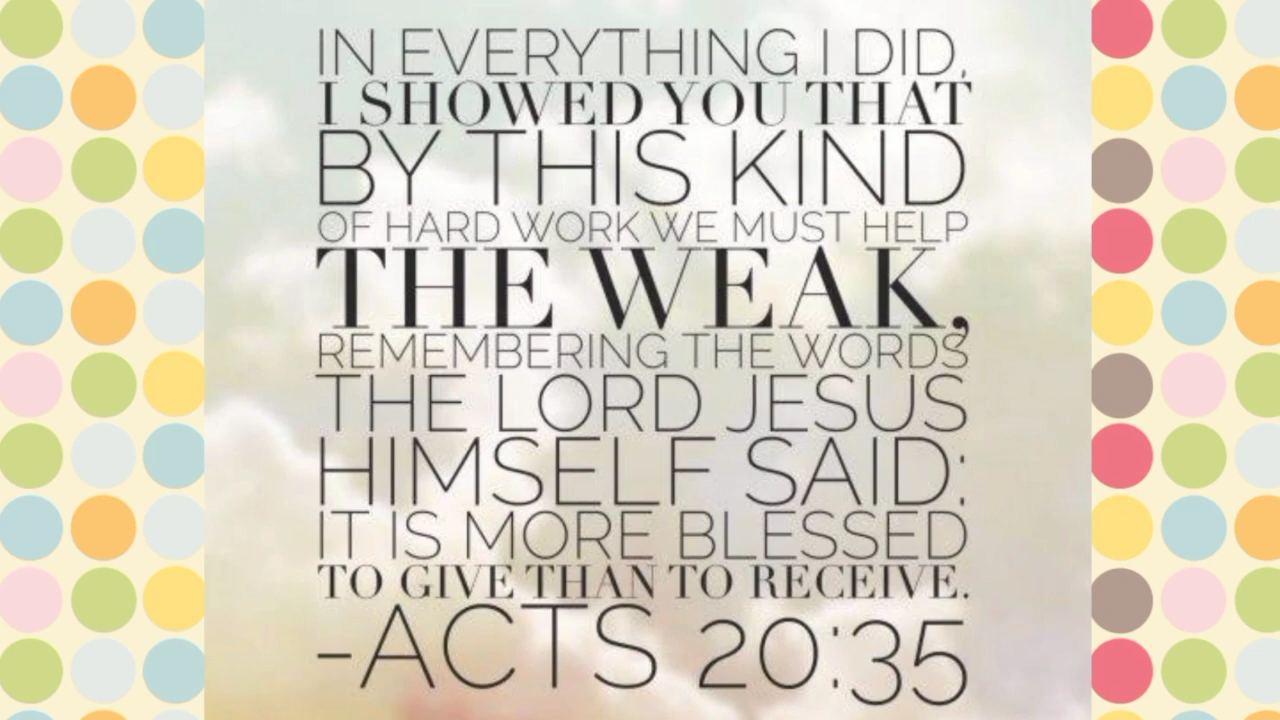 IN EVERYTHING I DID,
I SHOWED YOU THAT
BY THIS KIND
OF HARD WORK WE MUST HELP
THE WEAK,
REMEMBERING THE WORDS
THE LORD JESUS
HIMSELF SAID:
IT IS MORE BLESSED
TO GIVE THAN TO RECEIVE.
-ACTS 20:35